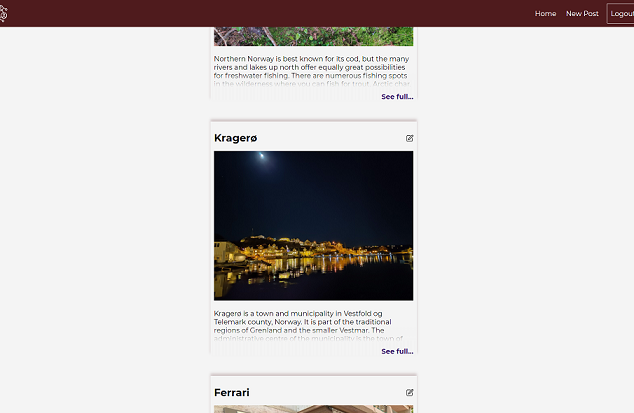 Home New Post Logout
Northern Norway is best known for its cod, but the many
rivers and lakes up north offer equally great possibilities
for freshwater fishing. There are numerous fishing spots
in the wilderness where you can fish for trout, Arctic char
See full...
Kragerø
Kragerø is a town and municipality in Vestfold og
Telemark county, Norway. It is part of the traditional
regions of Grenland and the smaller Vestmar. The
administrative centre of the municipality is the town of
See full...
Ferrari